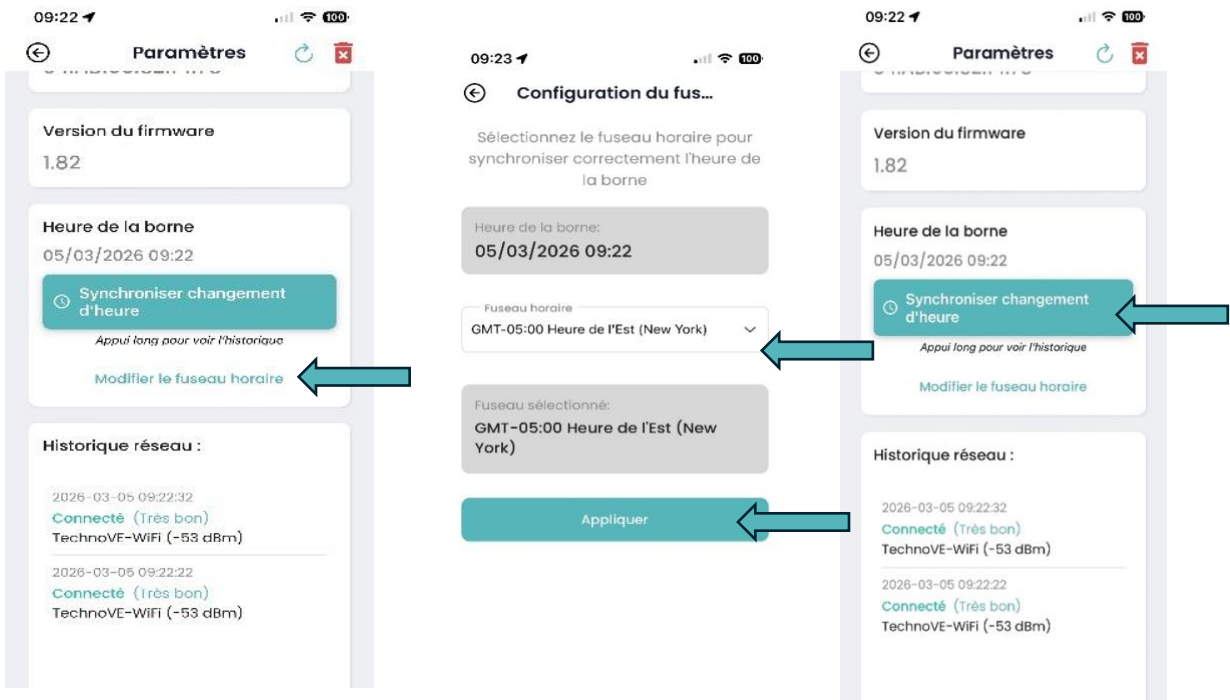 09:22
100
Paramètres
Version du firmware
1.82
Heure de la borne
05/03/2026 09:22
Synchroniser changement
d'heure
Appui long pour voir l'historique
Modifier le fuseau horaire
Historique réseau :
2026-03-05 09:22:32
Connecté (Très bon)
TechnoVE-WiFi (-53 dBm)
2026-03-05 09:22:22
Connecté (Très bon)
TechnoVE-WiFi (-53 dBm)
09:23
100
Configuration du fus...
Sélectionnez le fuseau horaire pour
synchroniser correctement l'heure de
la borne
Heure de la borne:
05/03/2026 09:22
Fuseau horaire
GMT-05:00 Heure de l'Est (New York)
Fuseau sélectionné:
GMT-05:00 Heure de l'Est (New
York)
Appliquer
09:22
100
Paramètres
Version du firmware
1.82
Heure de la borne
05/03/2026 09:22
Synchroniser changement
d'heure
Appui long pour voir l'historique
Modifier le fuseau horaire
Historique réseau :
2026-03-05 09:22:32
Connecté (Très bon)
TechnoVE-WiFi (-53 dBm)
2026-03-05 09:22:22
Connecté (Très bon)
TechnoVE-WiFi (-53 dBm)